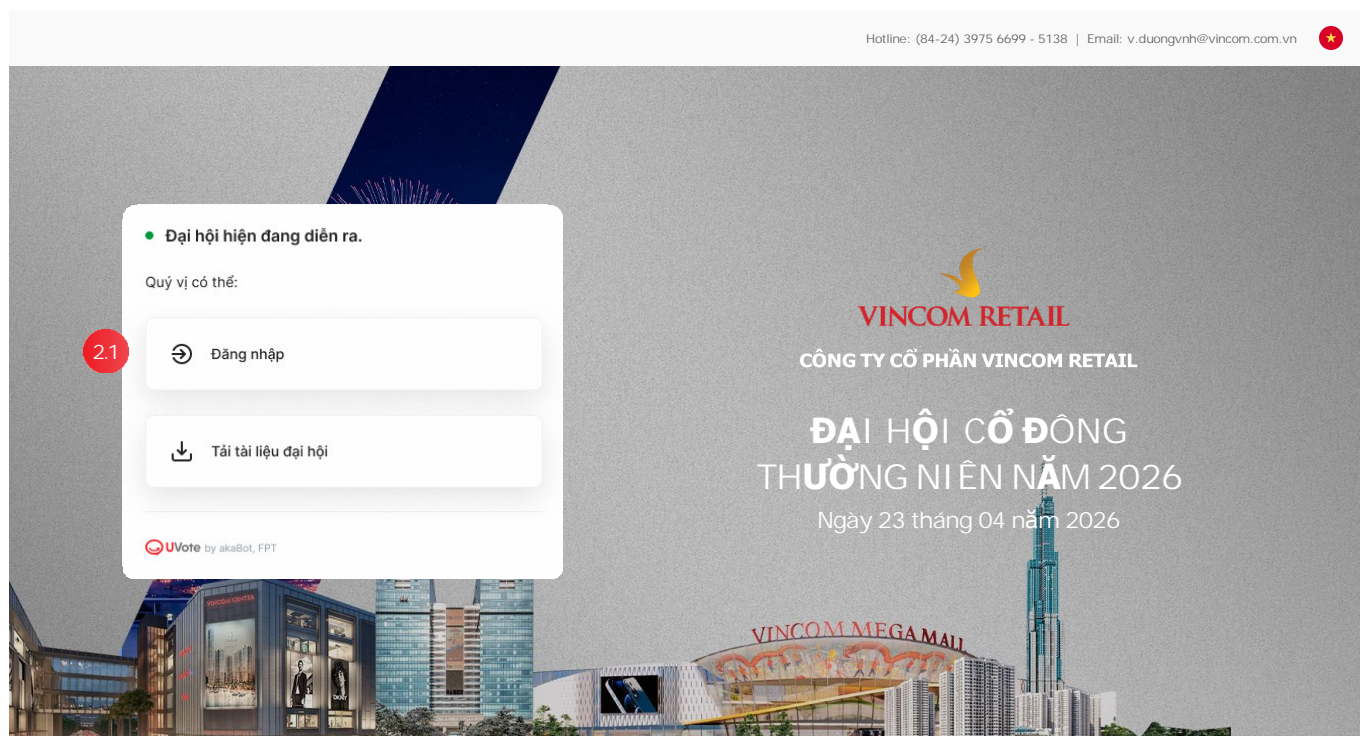 Hotline: (84-24) 3975 6699 - 5138 | Email: v.duongvnh@vincom.com.vn
Đại hội hiện đang diễn ra.
Quý vị có thể:
2.1
Đăng nhập
Tải tài liệu đại hội
UVote by akaBot, FPT
VINCOM RETAIL
CÔNG TY CỔ PHẦN VINCOM RETAIL
ĐẠI HỘI CỔ ĐÔNG
THƯỜNG NIÊN NĂM 2026
Ngày 23 tháng 04 năm 2026
VINCOM CENTER
VINCOM MEGA MALL
DKNY